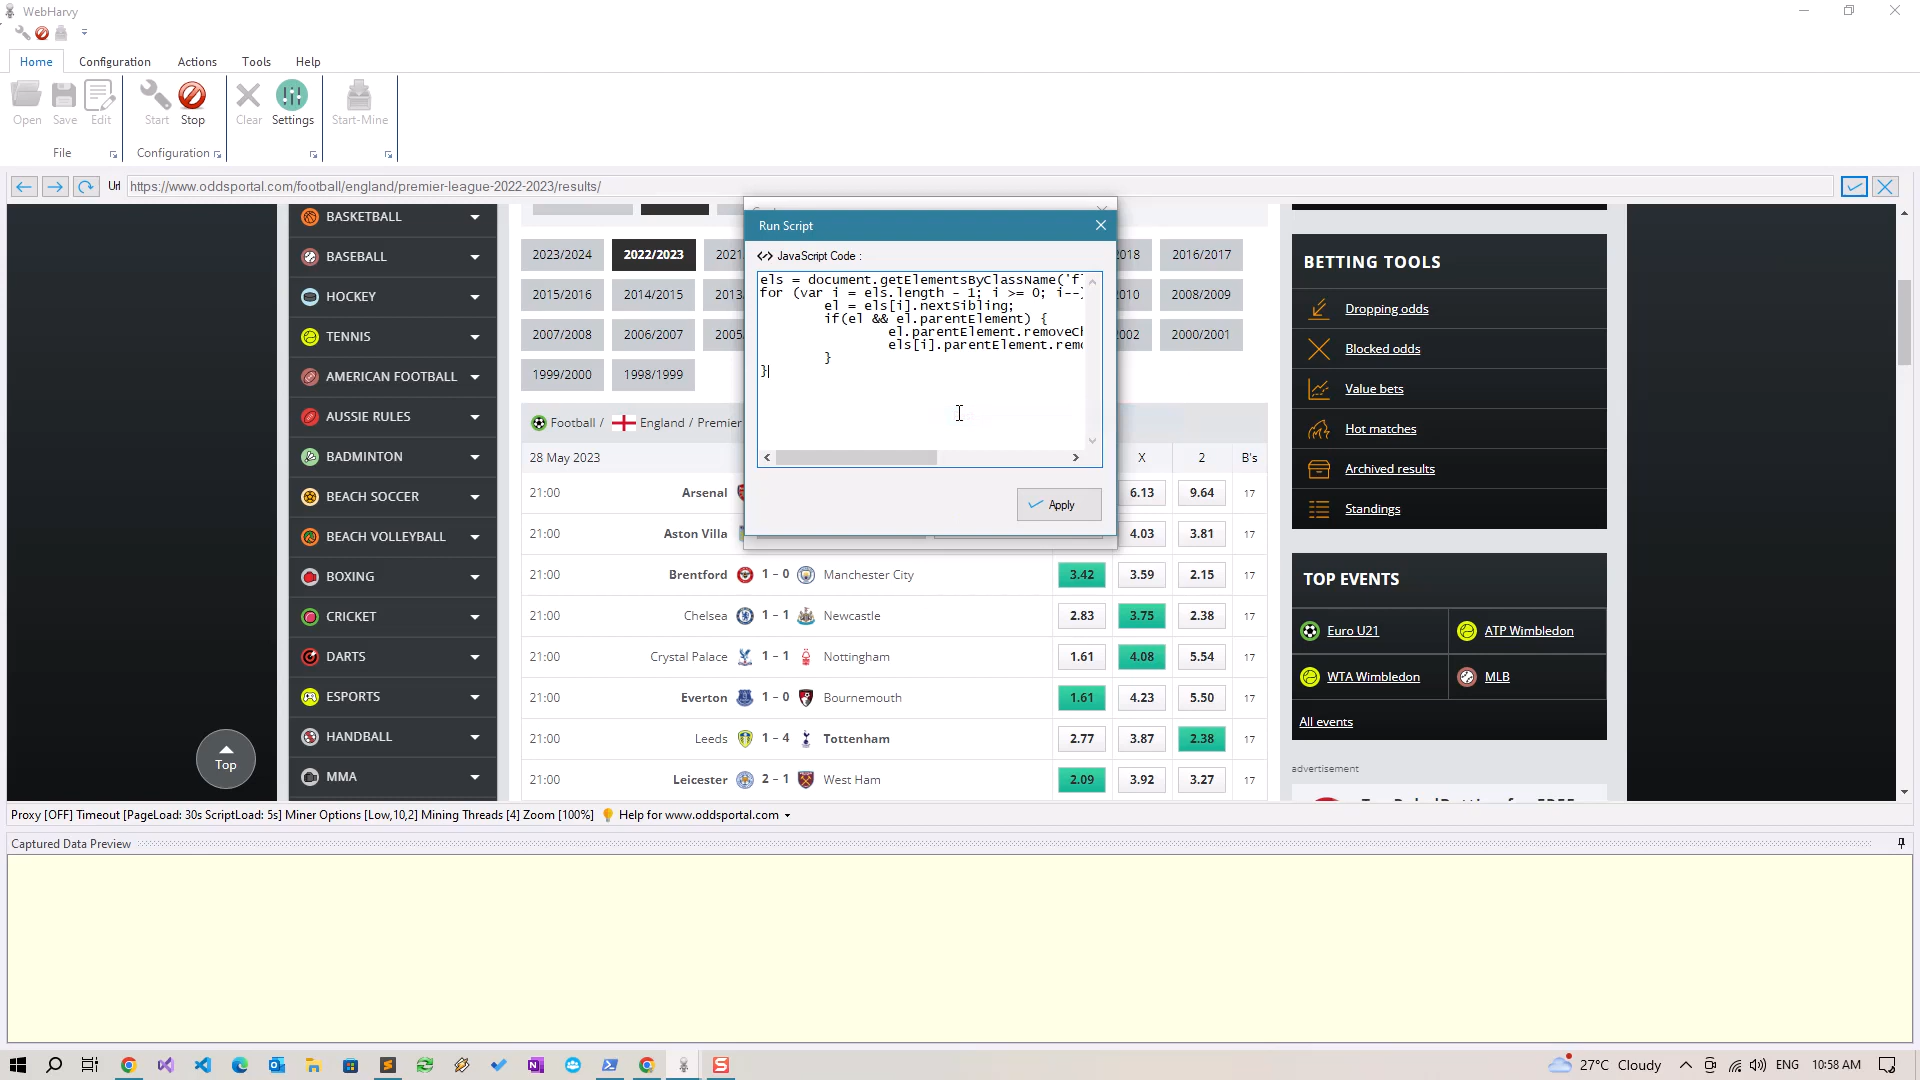 WebHarvy
Home Configuration Actions Tools Help
Open Save Edit Start Stop Clear Settings Start-Mine
File Configuration
Url https://www.oddsportal.com/football/england/premier-league-2022-2023/results/
Run Script
JavaScript Code :
els = document.getElementsByClassName('fl
for (var i = els.length - 1; i >= 0; i--)
el = els[i].nextSibling;
if(el && el.parentElement) {
el.parentElement.removeCh
els[i].parentElement.remo
}
}
Apply
BASKETBALL
BASEBALL
HOCKEY
TENNIS
AMERICAN FOOTBALL
AUSSIE RULES
BADMINTON
BEACH SOCCER
BEACH VOLLEYBALL
BOXING
CRICKET
DARTS
ESPORTS
HANDBALL
MMA
Top
2023/2024 2022/2023 2021 2018 2016/2017
2015/2016 2014/2015 2013 2010 2008/2009
2007/2008 2006/2007 2005 2002 2000/2001
1999/2000 1998/1999
Football / England / Premier
28 May 2023 X 2 B's
21:00 Arsenal 6.13 9.64 17
21:00 Aston Villa 4.03 3.81 17
21:00 Brentford 1 – 0 Manchester City 3.42 3.59 2.15 17
21:00 Chelsea 1 – 1 Newcastle 2.83 3.75 2.38 17
21:00 Crystal Palace 1 – 1 Nottingham 1.61 4.08 5.54 17
21:00 Everton 1 – 0 Bournemouth 1.61 4.23 5.50 17
21:00 Leeds 1 – 4 Tottenham 2.77 3.87 2.38 17
21:00 Leicester 2 – 1 West Ham 2.09 3.92 3.27 17
BETTING TOOLS
Dropping odds
Blocked odds
Value bets
Hot matches
Archived results
Standings
TOP EVENTS
Euro U21 ATP Wimbledon
WTA Wimbledon MLB
All events
advertisement
Proxy [OFF] Timeout [PageLoad: 30s ScriptLoad: 5s] Miner Options [Low,10,2] Mining Threads [4] Zoom [100%] Help for www.oddsportal.com
Captured Data Preview
27°C Cloudy ENG 10:58 AM